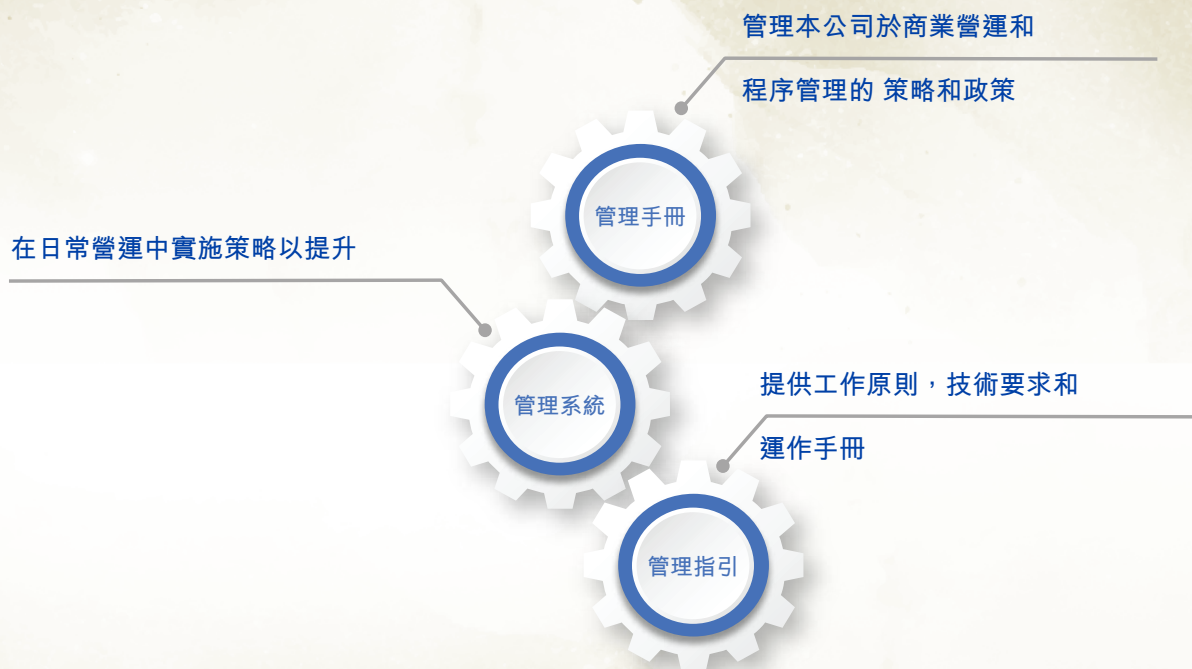 管理本公司於商業營運和
程序管理的 策略和政策
管理手冊
在日常營運中實施策略以提升
管理系統
提供工作原則，技術要求和
運作手冊
管理指引